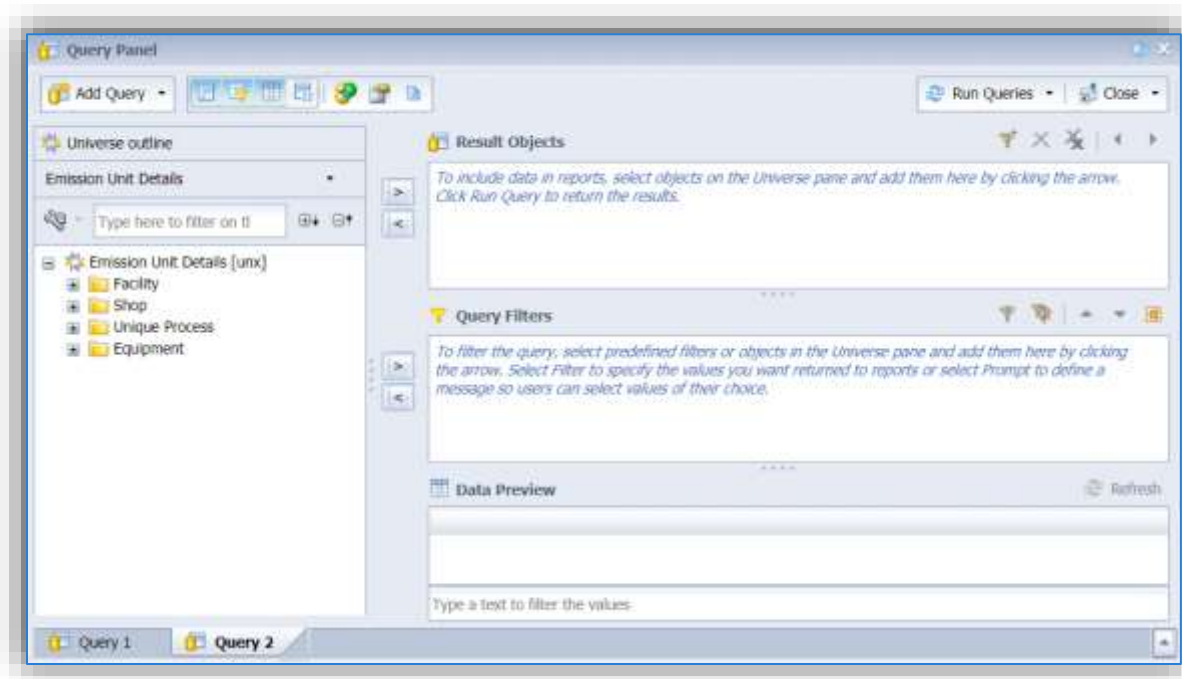 Query Panel
Add Query
Run Queries
Close
Universe outline
Emission Unit Details
Type here to filter on tl
Emission Unit Details [unx]
Facility
Shop
Unique Process
Equipment
>
<
Result Objects
To include data in reports, select objects on the Universe pane and add them here by clicking the arrow.
Click Run Query to return the results.
Query Filters
>
<
To filter the query, select predefined filters or objects in the Universe pane and add them here by clicking
the arrow. Select Filter to specify the values you want returned to reports or select Prompt to define a
message so users can select values of their choice.
Data Preview
Refresh
Type a text to filter the values
Query 1
Query 2